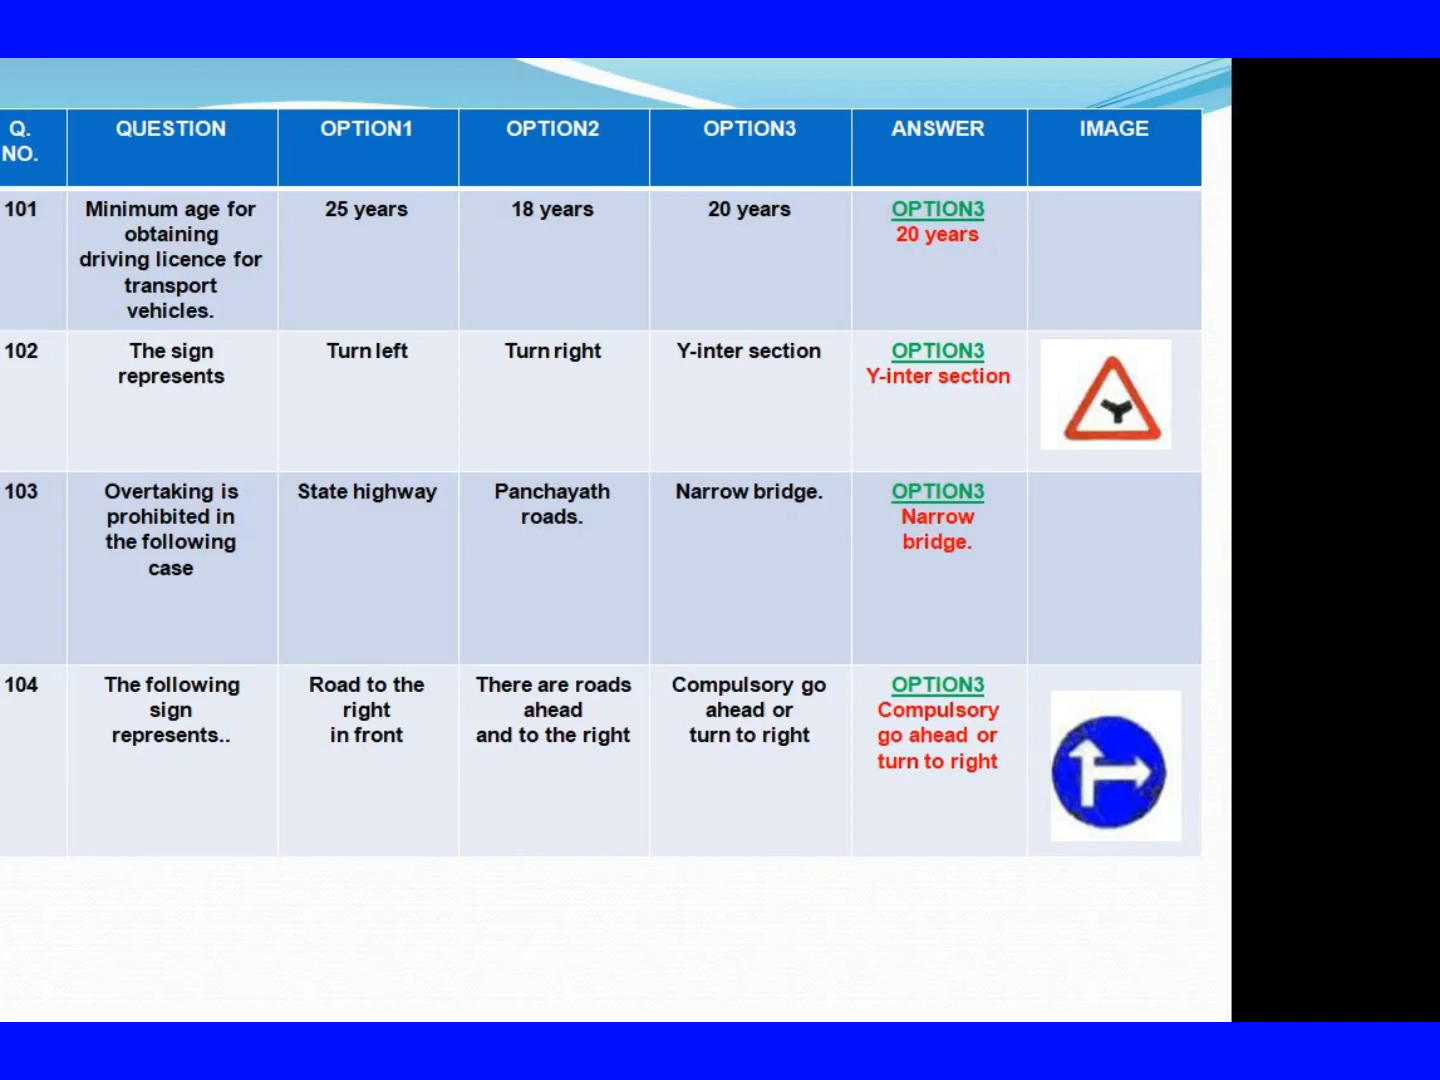 Q.
NO.
QUESTION
OPTION1
OPTION2
OPTION3
ANSWER
IMAGE
101
Minimum age for
obtaining
driving licence for
transport
vehicles.
25 years
18 years
20 years
OPTION3
20 years
102
The sign
represents
Turn left
Turn right
Y-inter section
OPTION3
Y-inter section
103
Overtaking is
prohibited in
the following
case
State highway
Panchayath
roads.
Narrow bridge.
OPTION3
Narrow
bridge.
104
The following
sign
represents..
Road to the
right
in front
There are roads
ahead
and to the right
Compulsory go
ahead or
turn to right
OPTION3
Compulsory
go ahead or
turn to right